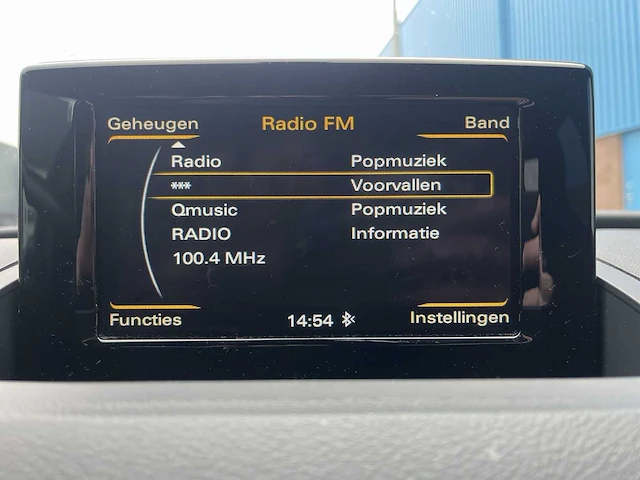 Geheugen Radio FM Band
Radio Popmuziek
*** Voorvallen
Qmusic Popmuziek
RADIO Informatie
100.4 MHz
Functies 14:54 Instellingen